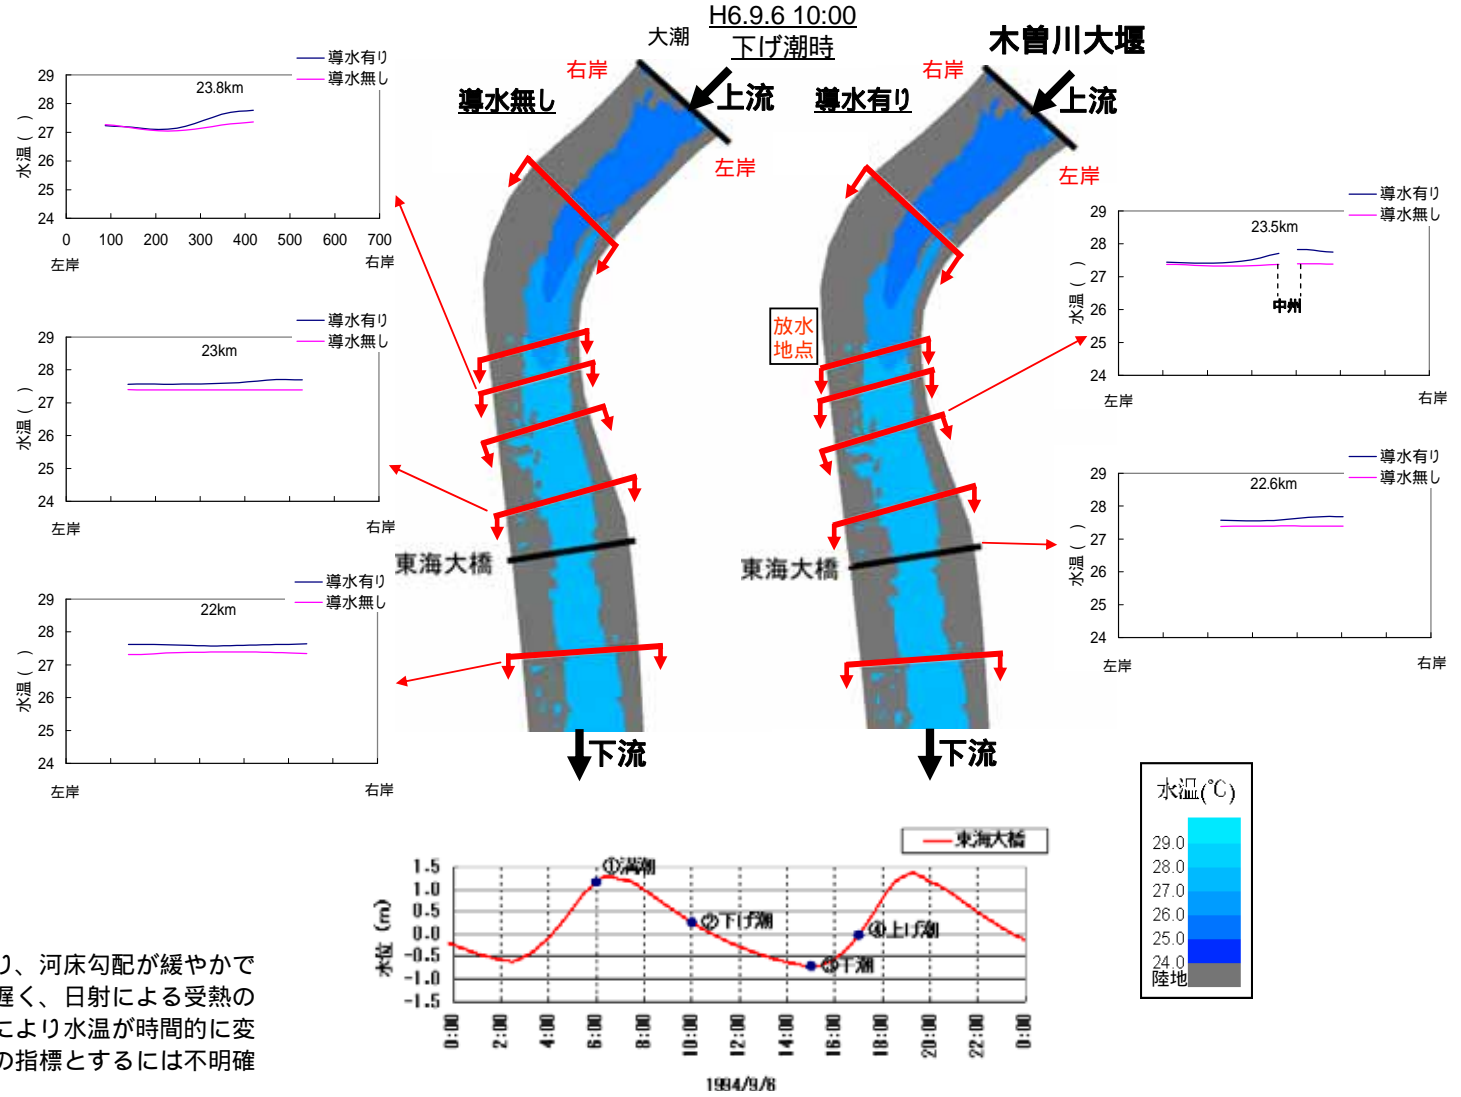 H6.9.6 10:00
大潮
下げ潮時
木曽川大堰
導水無し
右岸
上流
左岸
導水有り
右岸
上流
左岸
導水有り
導水無し
23.8km
水温( )
29
28
27
26
25
24
0 100 200 300 400 500 600 700
左岸
右岸
導水有り
導水無し
23km
水温( )
29
28
27
26
25
24
左岸
右岸
導水有り
導水無し
22km
水温( )
29
28
27
26
25
24
左岸
右岸
放水
地点
東海大橋
東海大橋
下流
下流
導水有り
導水無し
23.5km
水温( )
29
28
27
26
25
24
中州
左岸
右岸
導水有り
導水無し
22.6km
水温( )
29
28
27
26
25
24
左岸
右岸
水温(℃)
29.0
28.0
27.0
26.0
25.0
24.0
陸地
東海大橋
水位 (m)
1.5
1.0
0.5
0.0
-0.5
-1.0
-1.5
①満潮
②下げ潮
③干潮
④上げ潮
0:00 2:00 4:00 6:00 8:00 10:00 12:00 14:00 16:00 18:00 20:00 22:00 0:00
1994/9/6
り、河床勾配が緩やかで
遅く、日射による受熱の
により水温が時間的に変
の指標とするには不明確